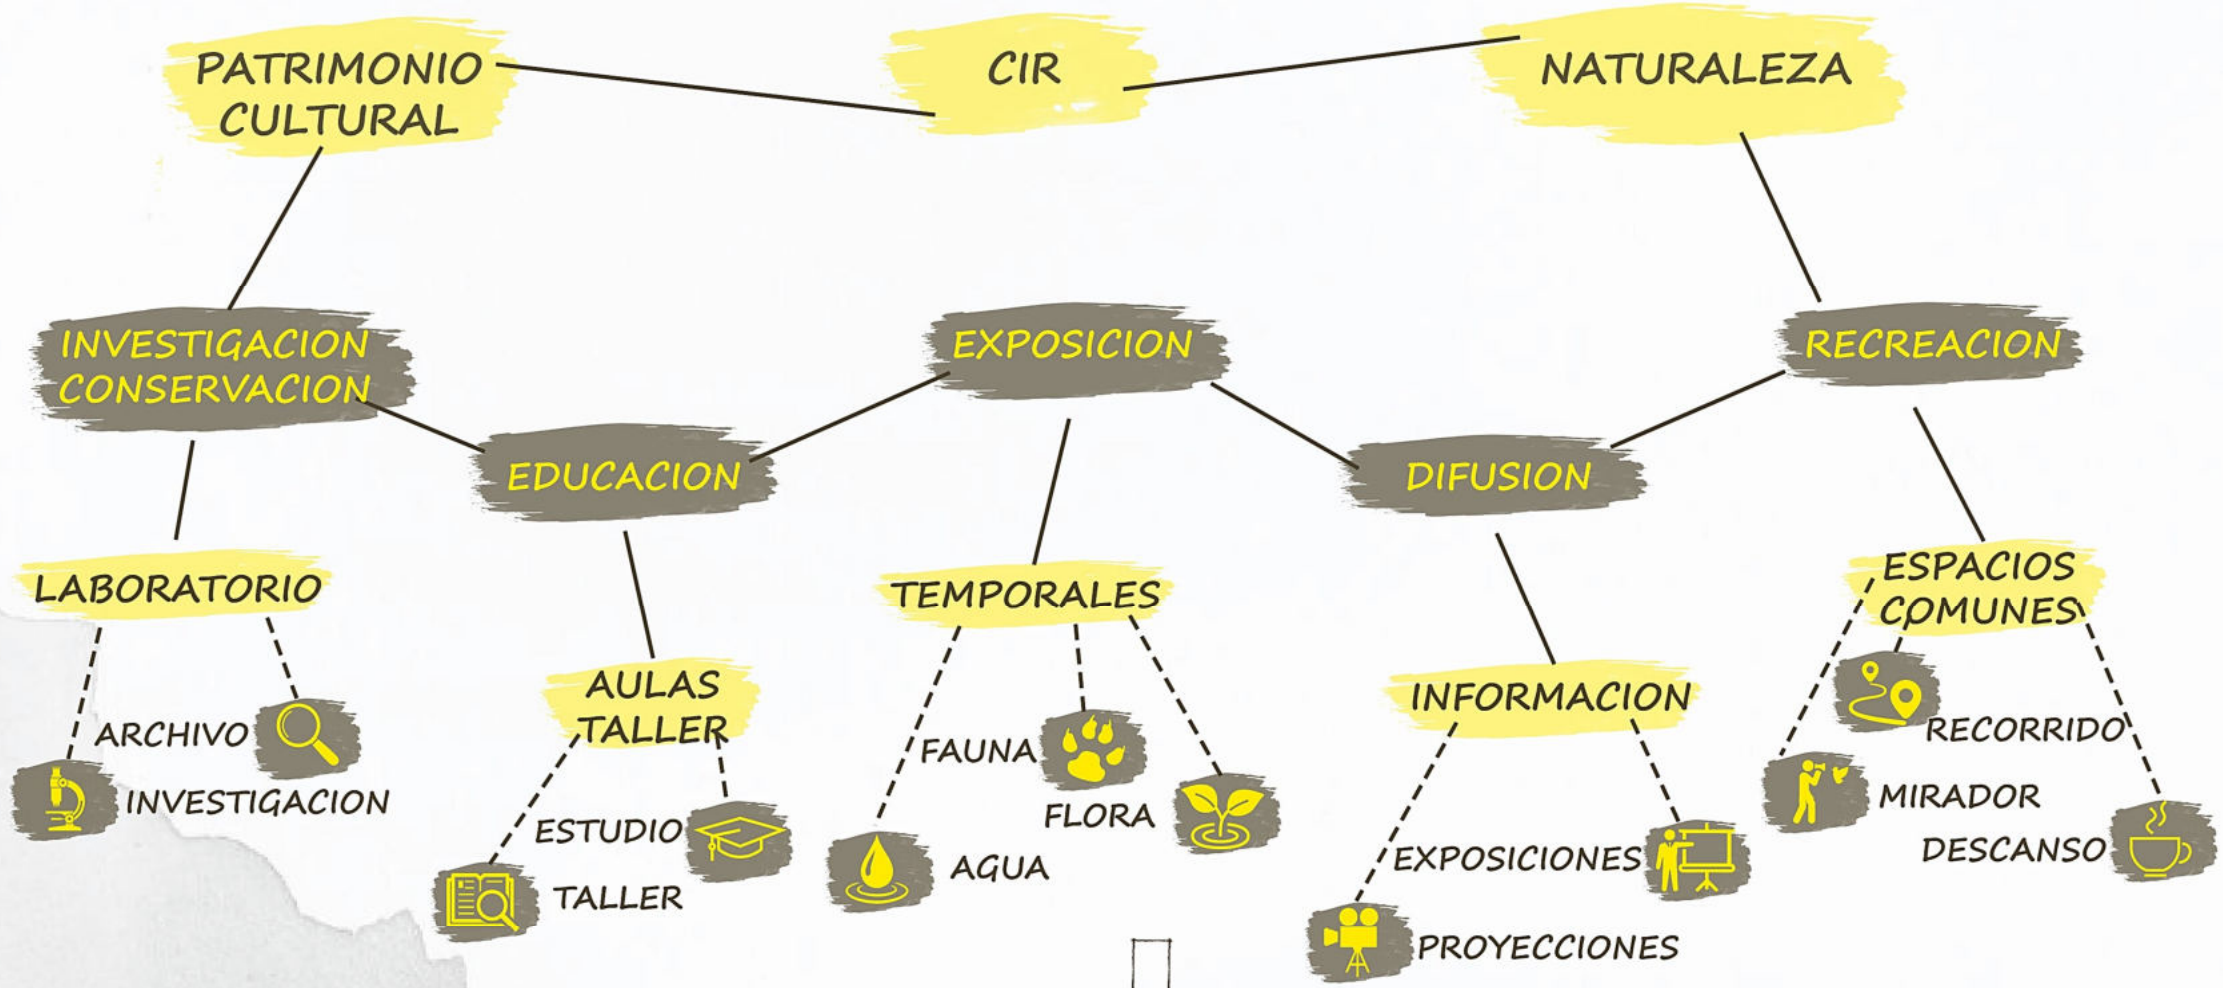 PATRIMONIO
CULTURAL
CIR
NATURALEZA
INVESTIGACION
CONSERVACION
EXPOSICION
RECREACION
EDUCACION
DIFUSION
LABORATORIO
TEMPORALES
ESPACIOS
COMUNES
AULAS
TALLER
INFORMACION
ARCHIVO
INVESTIGACION
ESTUDIO
TALLER
FAUNA
FLORA
AGUA
EXPOSICIONES
PROYECCIONES
RECORRIDO
MIRADOR
DESCANSO